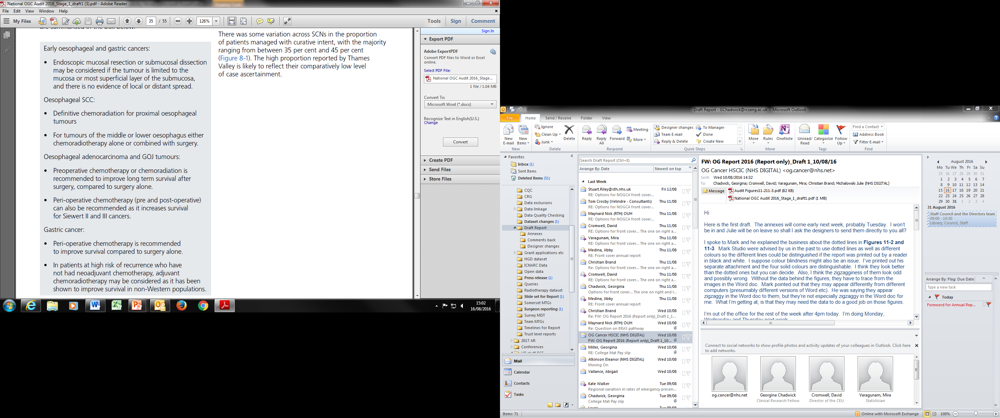 National OGC Audit 2016_Stage_1_draft1 (3).pdf - Adobe Reader
File Edit View Window Help
My Files 35 / 55 126% Tools Sign Comment
are summarised in the box below.
Early oesophageal and gastric cancers:
• Endoscopic mucosal resection or submucosal dissection
may be considered if the tumour is limited to the
mucosa or most superficial layer of the submucosa,
and there is no evidence of local or distant spread.
Oesophageal SCC:
• Definitive chemoradiation for proximal oesophageal
tumours
• For tumours of the middle or lower oesophagus either
chemoradiotherapy alone or combined with surgery.
Oesophageal adenocarcinoma and GOJ tumours:
• Preoperative chemotherapy or chemoradiation is
recommended to improve long term survival after
surgery, compared to surgery alone.
• Peri-operative chemotherapy (pre and post-operative)
can also be recommended as it increases survival
for Siewert II and III cancers.
Gastric cancer:
• Peri-operative chemotherapy is recommended
to improve survival compared to surgery alone.
• In patients at high risk of recurrence who have
not had neoadjuvant chemotherapy, adjuvant
chemoradiotherapy may be considered as it has been
shown to improve survival in non-Western populations.
There was some variation across SCNs in the proportion
of patients managed with curative intent, with the majority
ranging from between 35 per cent and 45 per cent
(Figure 8-1). The high proportion reported by Thames
Valley is likely to reflect their comparatively low level
of case ascertainment.
Sign In
Export PDF
Adobe ExportPDF
Convert PDF files to Word or Excel
online.
Select PDF File:
National OGC Audit 2016_Stage...
1 file / 1.04 MB
Convert To:
Microsoft Word (*.docx)
Recognize Text in English(U.S.)
Change
Convert
Create PDF
Send Files
Store Files
15:02
16/08/2016
Draft Report - GChadwick@rcseng.ac.uk - Microsoft Outlook
File Home Send / Receive Folder View
New E-mail
New Items
New
Ignore
Clean Up
Junk
Delete
Delete
Reply
Reply All
Forward
Meeting
More
Respond
Designer changes To Manager
Team E-mail Done
Reply & Delete Create New
Quick Steps
Move
Rules
OneNote
Move
Unread/ Read
Categorize
Follow Up
Tags
Find a Contact
Address Book
Filter E-mail
Find
Favorites
Inbox (1)
Sent Items
Deleted Items (51)
CQC
CRG
Data exclusions
Data linkage
Data Quality Checking
Dataset changes (1)
Draft Report
Annexes
Comments back
Designer changes
Grant applications etc
HGD dataset
ICNARC Data
Open data
Press release (1)
Queries
Radiotherapy dataset
Slide set for Report (1)
Somerset MTGs
Surgeon reporting (1)
Survey MDT
Team MTGs
Timelines for Report
Trust level reports
2017 AR
Conferences
Mail
Calendar
Contacts
Tasks
Search Draft Report (Ctrl+E)
Arrange By: Date Newest on top
Last Week
Stuart.Riley@sth.nhs.uk Fri 12/08
RE: Options for NOGCA front cover...
Tom Crosby (Velindre - Consultants) Thu 11/08
RE: Options for NOGCA front cover...
Maynard Nick (RTH) OUH Thu 11/08
RE: Options for NOGCA front cover...
Cromwell, David Thu 11/08
RE: Options for front cover... The one on right a...
Varagunam, Mira Thu 11/08
RE: Options for front cover... The one on right a...
Medina, Jibby Thu 11/08
RE: Front cover annual report
Christian Brand Thu 11/08
RE: Options for front cover... The one on right a...
Cromwell, David Thu 11/08
RE: Options for front cover... The one on right a...
Chadwick, Georgina Thu 11/08
Options for front cover... The one on right and l...
Medina, Jibby Thu 11/08
RE: Front cover annual report
Christian Brand Wed 10/08
Re: FW: OG Report 2016 (Report only)_Draft 1_1...
Maynard Nick (RTH) OUH Wed 10/08
Re: Question on ERAS pathway
OG Cancer HSCIC (NHS DIGITAL) Wed 10/08
FW: OG Report 2016 (Report only)_Draft 1_10...
Miller, Georgina Wed 10/08
RE: College Mat Pay slip
Atkinson Eleanor (NHS DIGITAL) Wed 10/08
Moving On
Vallance, Abigail Wed 10/08
Kate Walker Tue 09/08
Regional variation in rates of emergency presen...
Chadwick, Georgina Tue 09/08
College Mat Pay slip
FW: OG Report 2016 (Report only)_Draft 1_10/08/16
OG Cancer HSCIC (NHS DIGITAL) <og.cancer@nhs.net>
Sent: Wed 10/08/2016 14:32
To: Chadwick, Georgina; Cromwell, David; Varagunam, Mira; Christian Brand; Michalowski Julie (NHS DIGITAL)
Message Audit Figures11-211-3.pdf (82 KB)
National OGC Audit 2016_Stage_1_draft1.pdf (1 MB)
Hi
Here is the first draft. The annexes will come early next week, probably Tuesday. I won't
be in and Julie will be on leave so shall I ask the designers to send them directly to you all?
I spoke to Mark and he explained the business about the dotted lines in Figures 11-2 and
11-3. Mark Studio were advised by us in the past to use dotted lines as well as different
colours so the different lines could be distinguished if the report was printed out by a reader
in black and white. I suppose colour blindness might also be an issue. I've printed out his
separate attachment and the four solid colours are distinguishable. I think they look better
than the dotted ones but you can decide. Also, I think the zigzagginess of them look odd
and possibly wrong. Without the data behind the figures, they have to trace from the
images in the Word doc. Mark pointed out that they may appear differently from different
computers (presumably different versions of Word etc). He was saying they appear
zigzaggy in the Word doc to them, but they're not especially zigzaggy in the Word doc for
me. What I'm getting at, is that they may need the data to do a good job on those figures.
I'm out of the office for the rest of the week after 4pm today. I'm doing Monday,
Wednesday and Thursday next week
Connect to social networks to show profile photos and activity updates of your colleagues in Outlook. Click here
to add networks.
og.cancer@nhs.net
Georgina Chadwick
Clinical Research Fellow
Cromwell, David
Director of the CEU
Varagunam, Mira
Statistician
August 2016
Mo Tu We Th Fr Sa Su
25 26 27 28 29 30 31
1 2 3 4 5 6 7
8 9 10 11 12 13 14
15 16 17 18 19 20 21
22 23 24 25 26 27 28
29 30 31 1 2 3 4
31 August 2016
Staff Council and the Directors team
09:00 - 10:30
Library; Council, Staff
Arrange By: Flag: Due Date
Type a new task
Today
Foreword for Annual Rep...
Items: 71
Online with Microsoft Exchange 100%